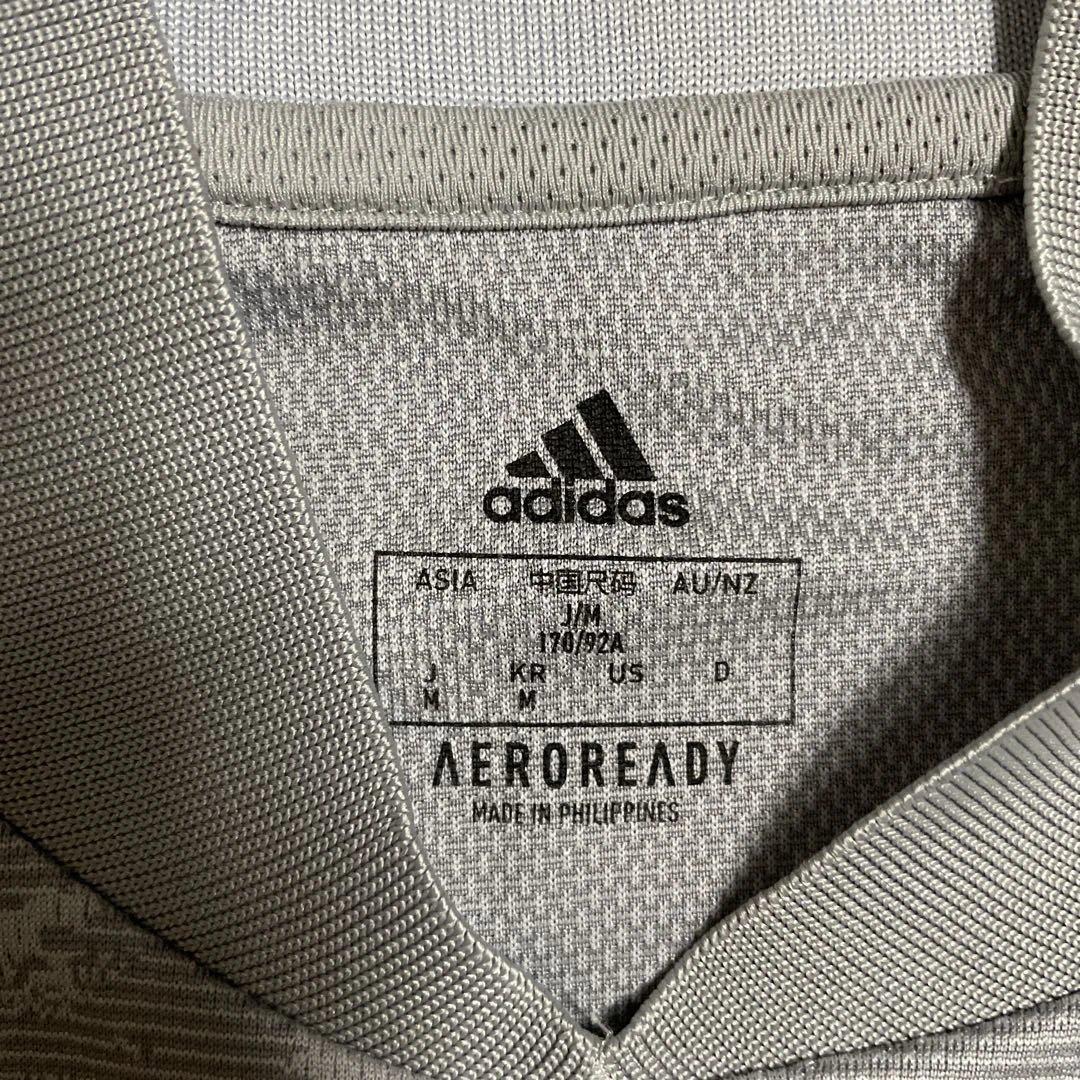 adidas
ASIA 中国尺码 AU/NZ
J/M
170/92A
J KR US D
M M
AEROREADY
MADE IN PHILIPPINES